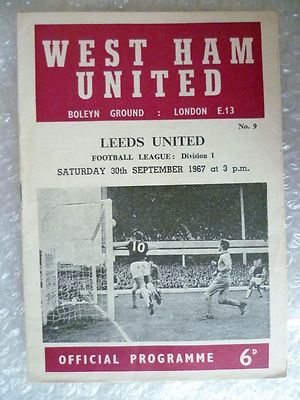 WEST HAM
UNITED
BOLEYN GROUND : LONDON E.13
No. 9
LEEDS UNITED
FOOTBALL LEAGUE: Division 1
SATURDAY 30th SEPTEMBER 1967 at 3 p.m.
10
OFFICIAL PROGRAMME 6D